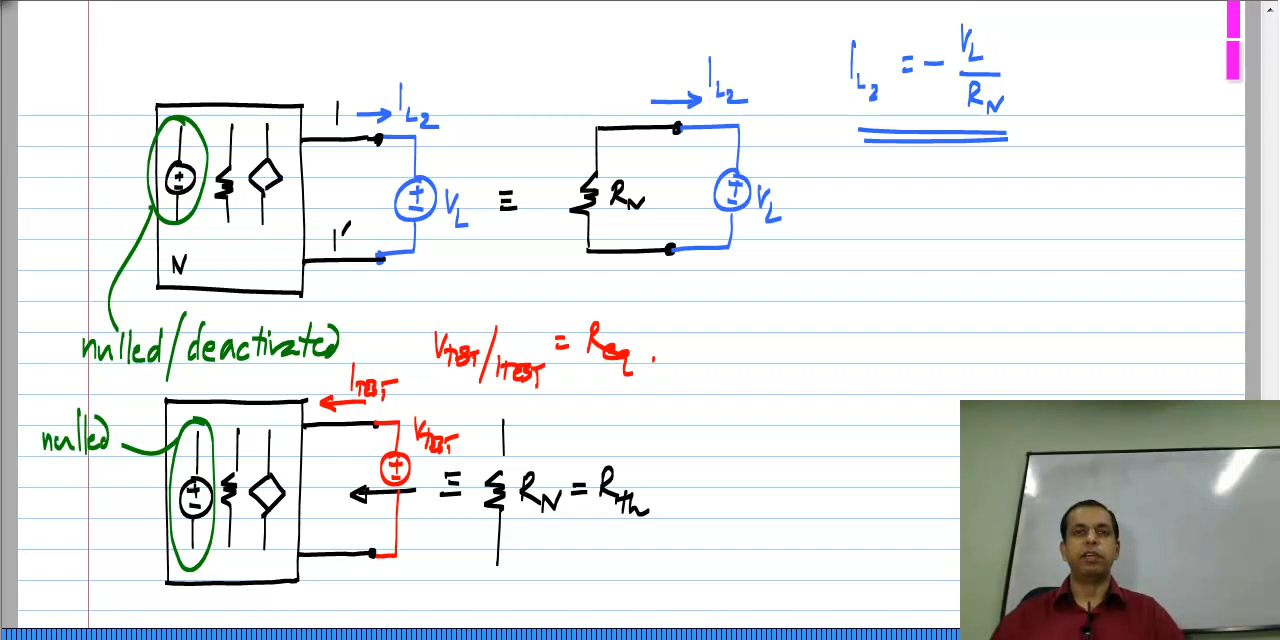 I_L2 = - V_L / R_N
1 I_L2
I_L2
V_L ≡ R_N V_L
1'
N
nulled/deactivated
V_TEST / I_TEST = R_eq .
I_TEST
nulled V_TEST
≡ R_N = R_th